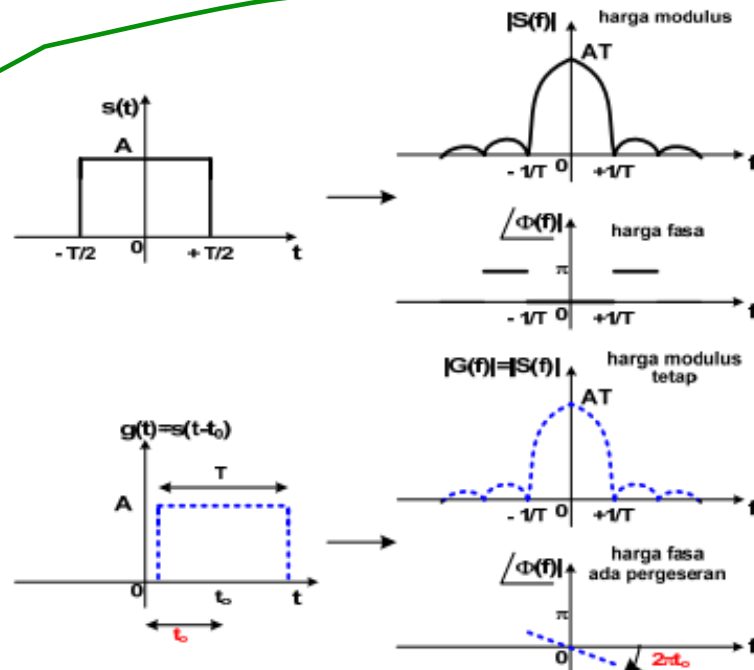 s(t)
A
0
- T/2
+ T/2
t
|S(f)|
harga modulus
AT
- 1/T
0
+1/T
f
Φ(f)|
harga fasa
π
- 1/T
0
+1/T
f
g(t)=s(t-t₀)
T
A
0
t₀
t
t₀
|G(f)|=|S(f)|
harga modulus
tetap
AT
- 1/T
0
+1/T
f
Φ(f)|
harga fasa
ada pergeseran
π
0
f
2πt₀